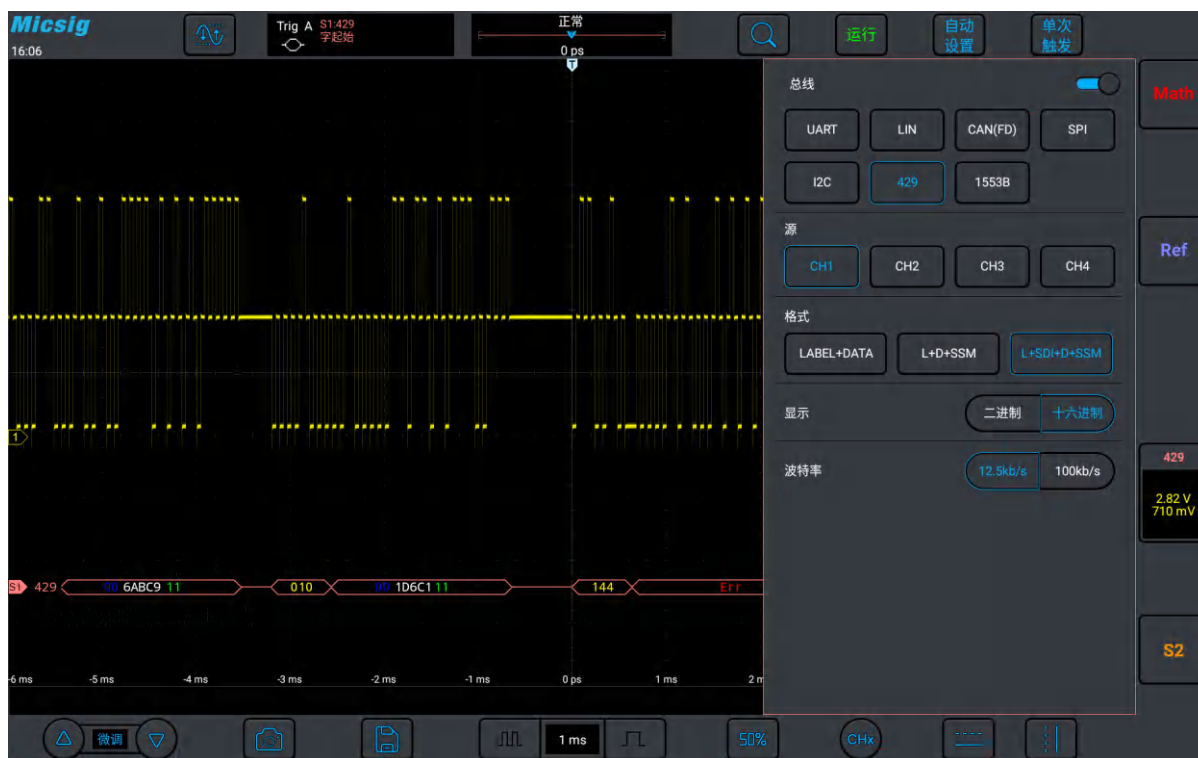 Micsig
16:06
Trig A S1:429
字起始
正常
0 ps
运行
自动
设置
单次
触发
T
总线
UART LIN CAN(FD) SPI
I2C 429 1553B
源
CH1 CH2 CH3 CH4
格式
LABEL+DATA L+D+SSM L+SDI+D+SSM
显示 二进制 十六进制
波特率 12.5kb/s 100kb/s
Math
Ref
429
2.82 V
710 mV
S2
1
S1 429 00 6ABC9 11 010 00 1D6C1 11 144 Err
-6 ms -5 ms -4 ms -3 ms -2 ms -1 ms 0 ps 1 ms 2 m
微调 1 ms 50% CHx